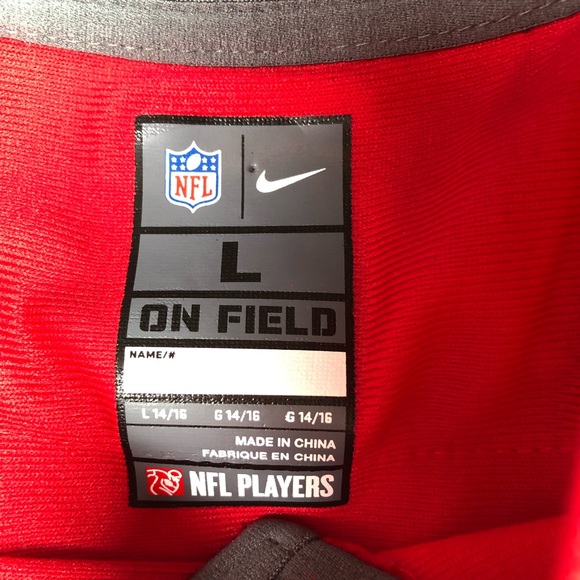 NFL
L
ON FIELD
NAME/#
L 14/16 G 14/16 G 14/16
MADE IN CHINA
FABRIQUE EN CHINA
NFL PLAYERS